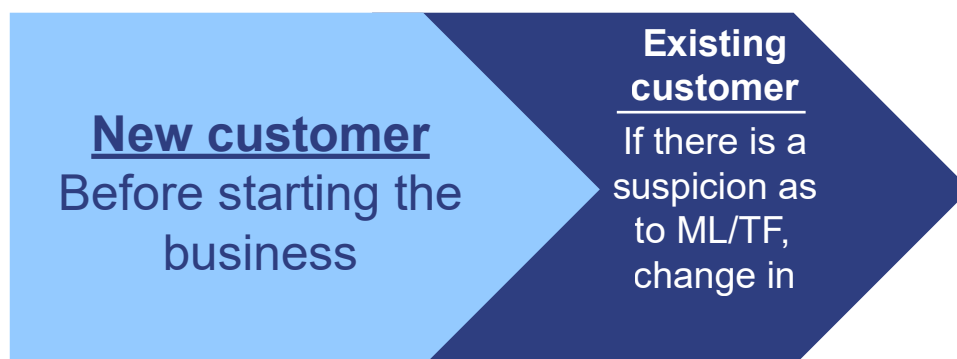 New customer
Before starting the
business
Existing
customer
If there is a
suspicion as
to ML/TF,
change in